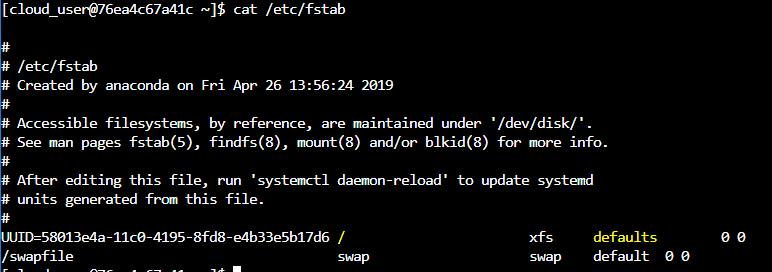 [cloud_user@76ea4c67a41c ~]$ cat /etc/fstab
#
# /etc/fstab
# Created by anaconda on Fri Apr 26 13:56:24 2019
#
# Accessible filesystems, by reference, are maintained under '/dev/disk/'.
# See man pages fstab(5), findfs(8), mount(8) and/or blkid(8) for more info.
#
# After editing this file, run 'systemctl daemon-reload' to update systemd
# units generated from this file.
#
UUID=58013e4a-11c0-4195-8fd8-e4b33e5b17d6 / xfs defaults 0 0
/swapfile swap swap default 0 0
[cloud_user@76ea4c67a41c ~]$